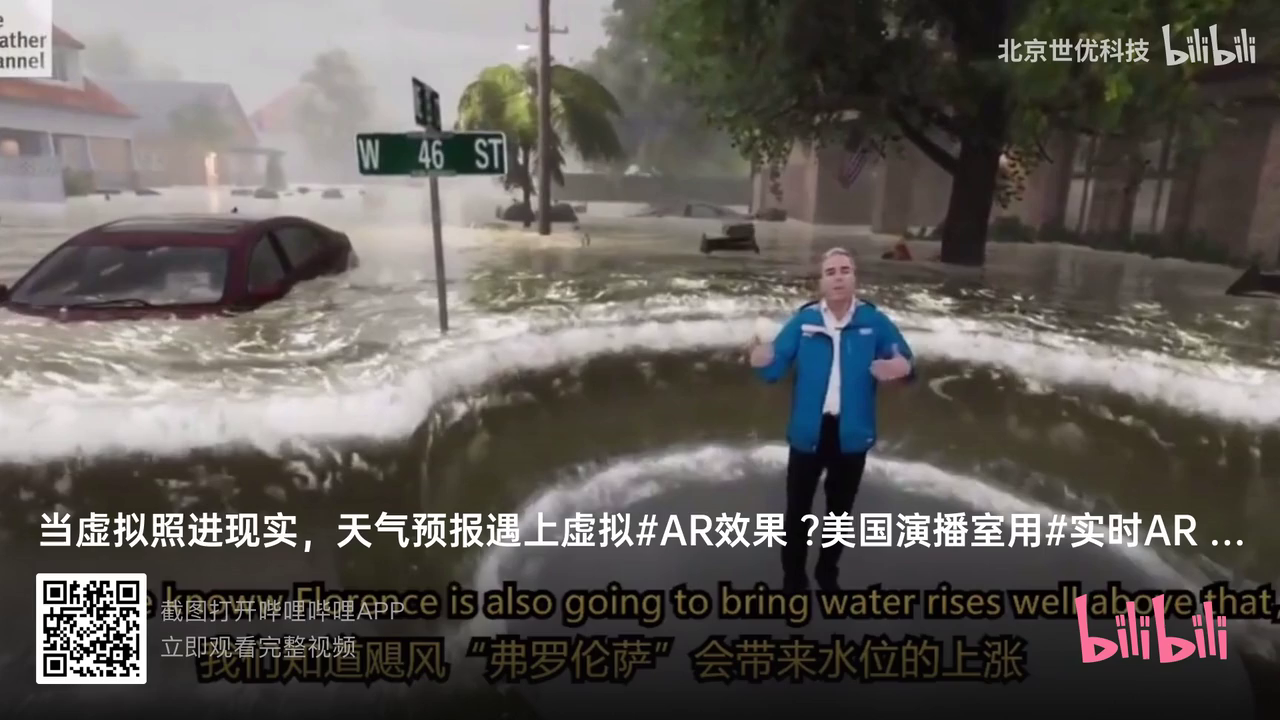 北京世优科技 bilibili
W 46 ST
当虚拟照进现实，天气预报遇上虚拟#AR效果 ?美国演播室用#实时AR ...
截图打开哔哩哔哩APP
立即观看完整视频
knoww Florence is also going to bring water rises well above that,
我们知道飓风“弗罗伦萨”会带来水位的上涨
bilibili